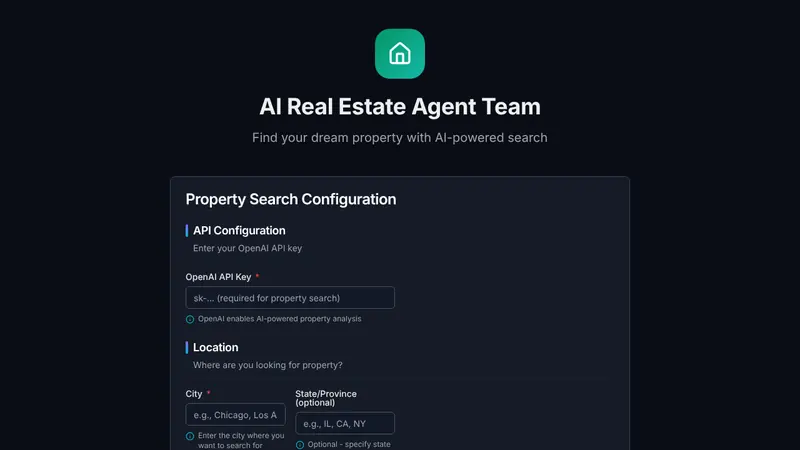 AI Real Estate Agent Team
Find your dream property with AI-powered search
Property Search Configuration
API Configuration
Enter your OpenAI API key
OpenAI API Key *
sk-... (required for property search)
OpenAI enables AI-powered property analysis
Location
Where are you looking for property?
City *
e.g., Chicago, Los A
Enter the city where you
want to search for
State/Province
(optional)
e.g., IL, CA, NY
Optional - specify state